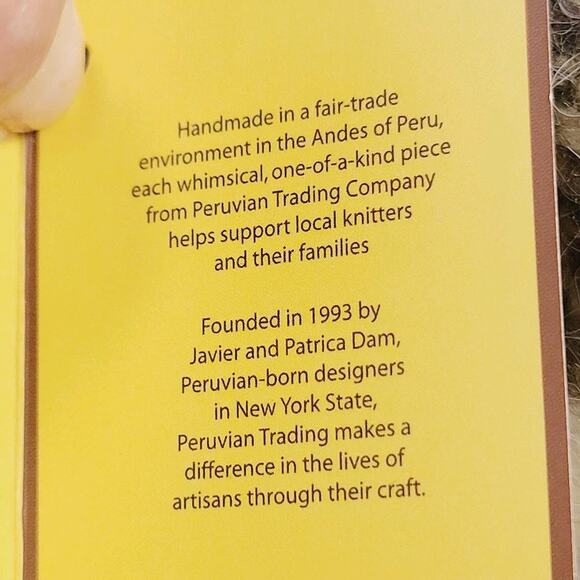 Handmade in a fair-trade
environment in the Andes of Peru,
each whimsical, one-of-a-kind piece
from Peruvian Trading Company
helps support local knitters
and their families
Founded in 1993 by
Javier and Patrica Dam,
Peruvian-born designers
in New York State,
Peruvian Trading makes a
difference in the lives of
artisans through their craft.